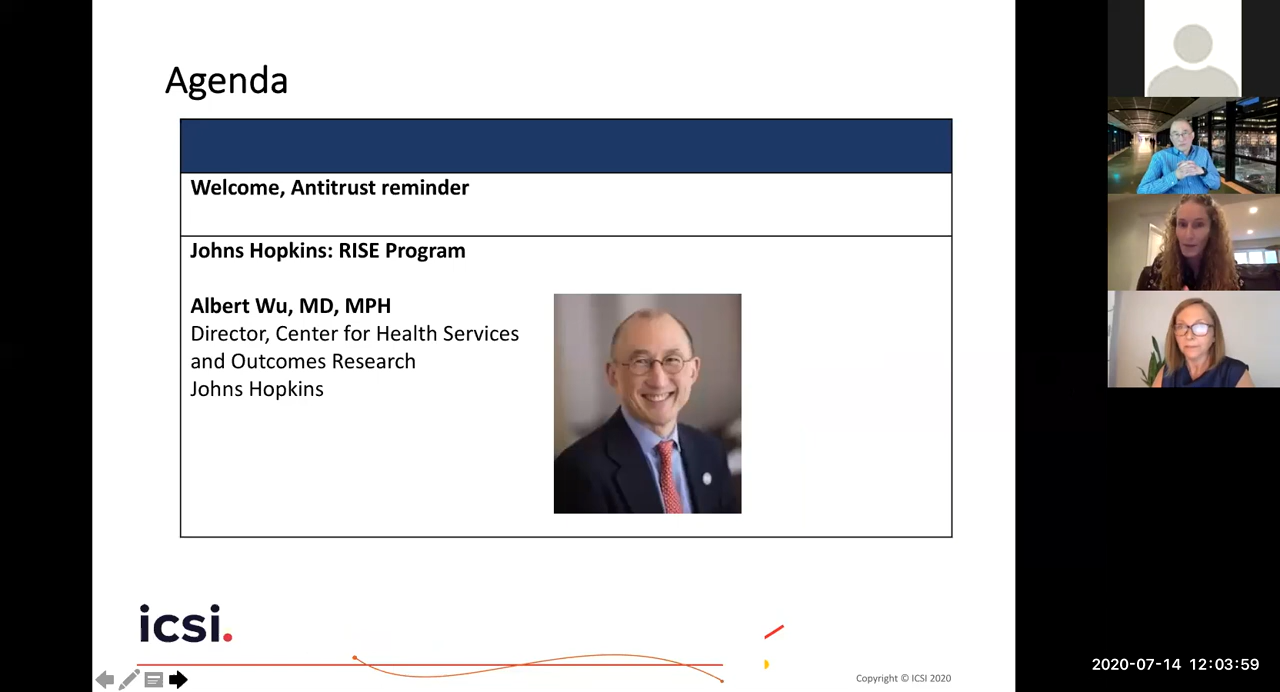 Agenda
Welcome, Antitrust reminder
Johns Hopkins: RISE Program
Albert Wu, MD, MPH
Director, Center for Health Services
and Outcomes Research
Johns Hopkins
icsi.
Copyright © ICSI 2020
2020-07-14 12:03:59